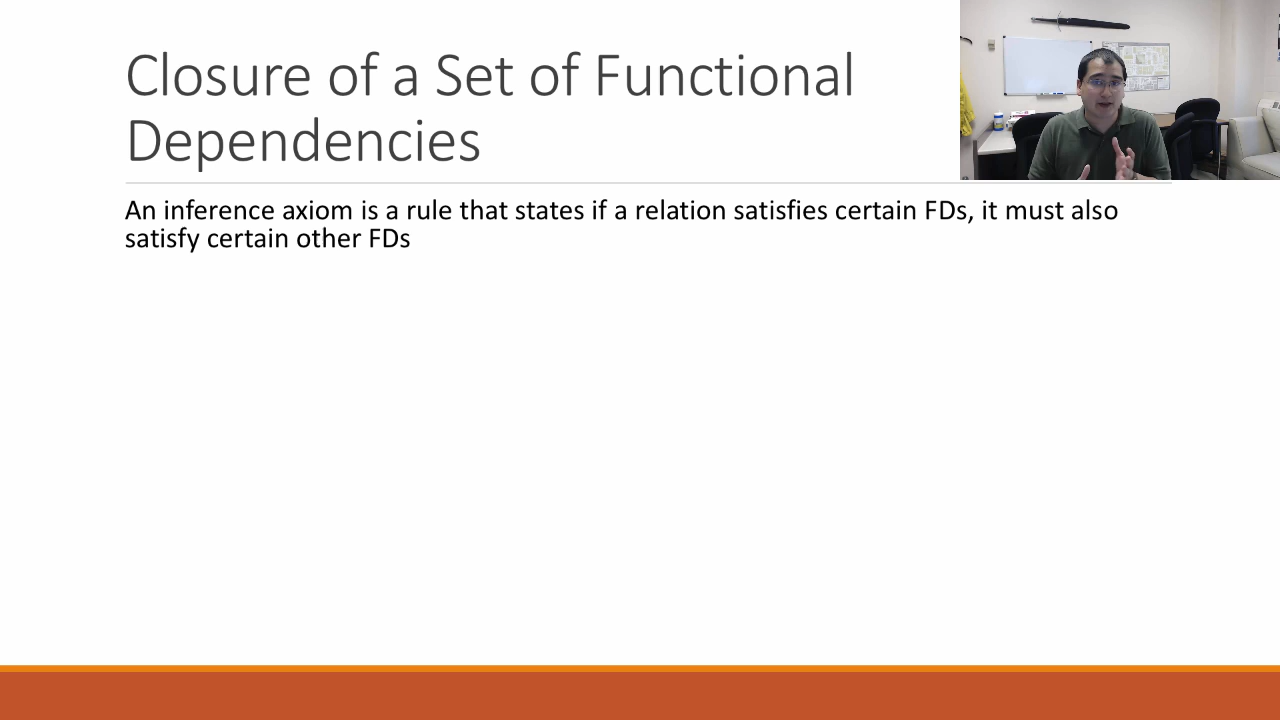 Closure of a Set of Functional
Dependencies
An inference axiom is a rule that states if a relation satisfies certain FDs, it must also
satisfy certain other FDs